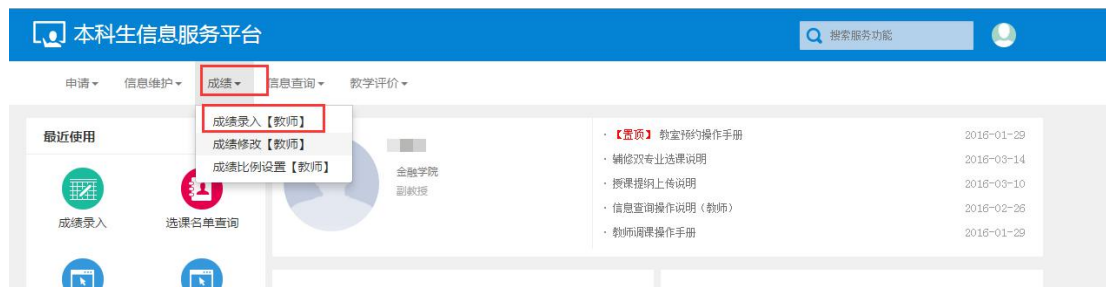 本科生信息服务平台
搜索服务功能
申请 信息维护 成绩 信息查询 教学评价
成绩录入【教师】
成绩修改【教师】
成绩比例设置【教师】
最近使用
成绩录入 选课名单查询
金融学院
副教授
· 【置顶】 教室预约操作手册 2016-01-29
· 辅修双专业选课说明 2016-03-14
· 授课提纲上传说明 2016-03-10
· 信息查询操作说明（教师） 2016-02-26
· 教师调课操作手册 2016-01-29